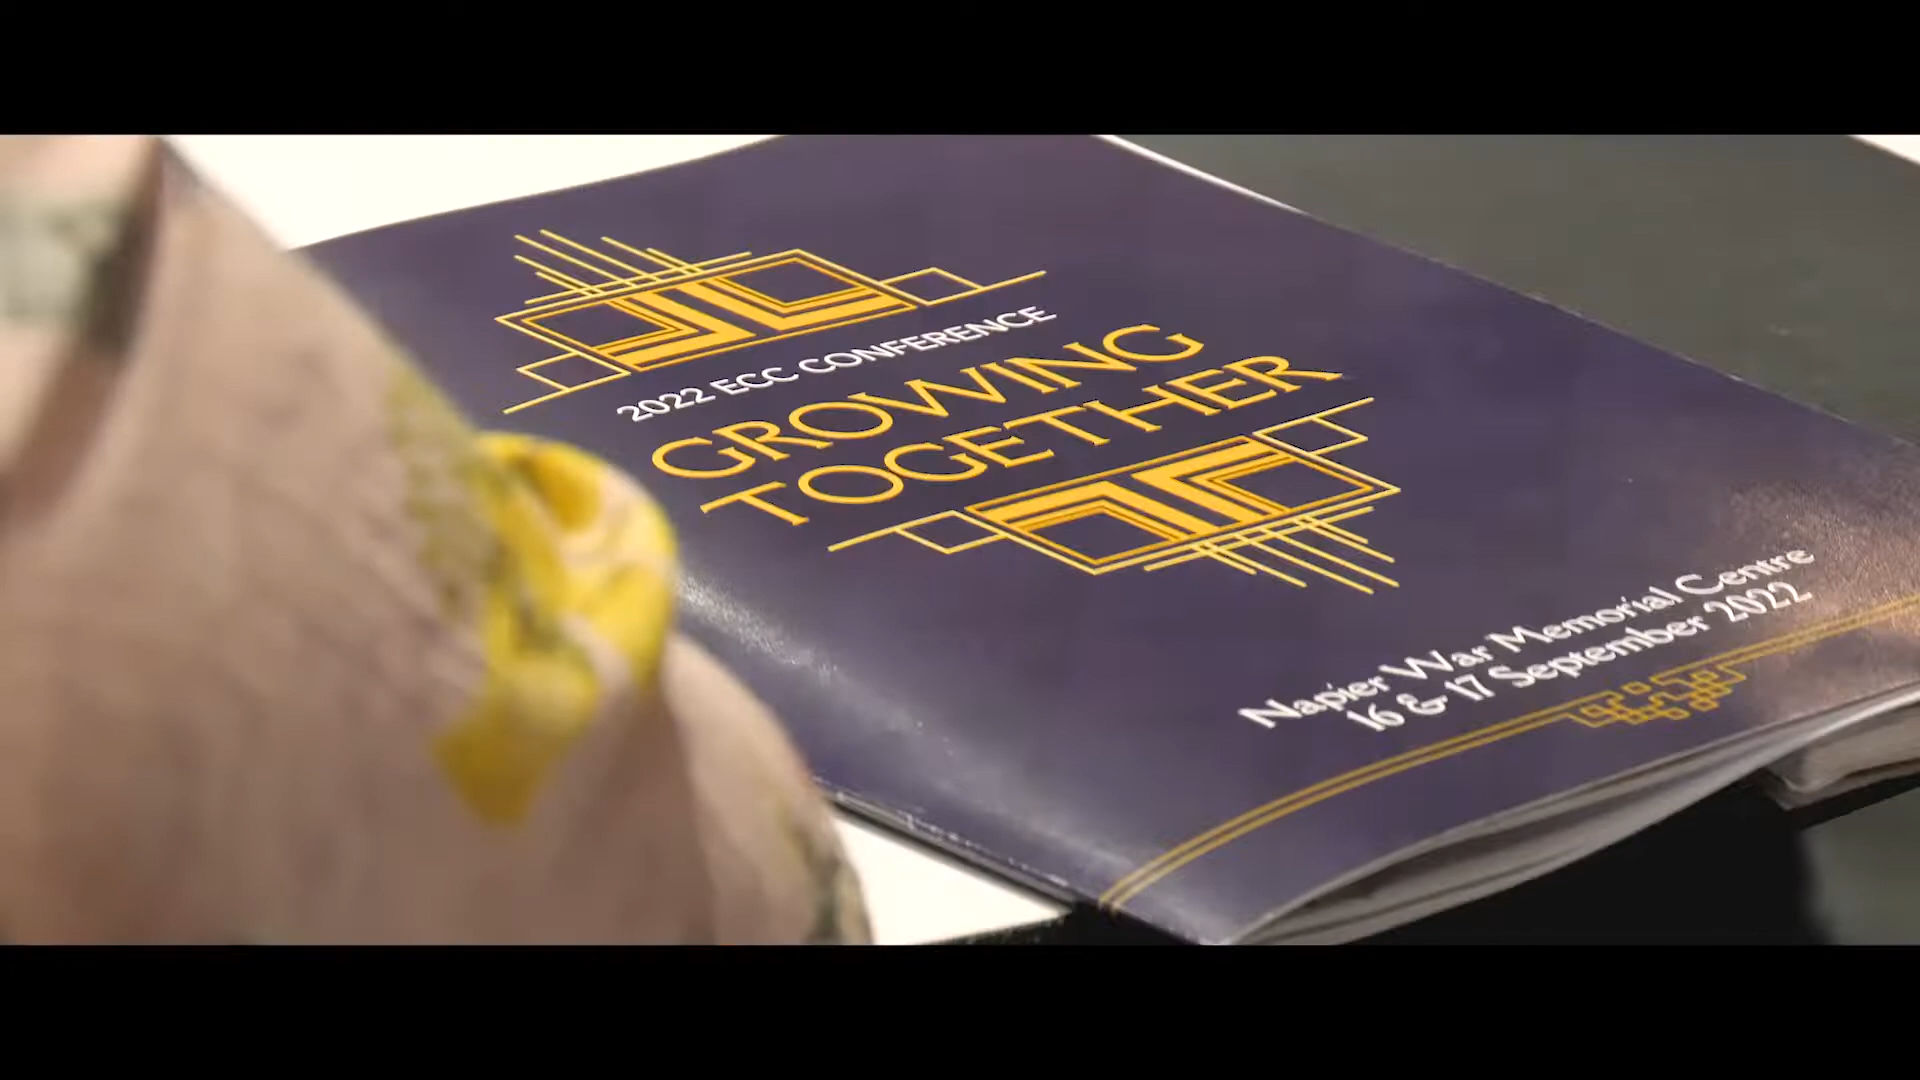 2022 ECC CONFERENCE
GROWING
TOGETHER
Napier War Memorial Centre
16 & 17 September 2022